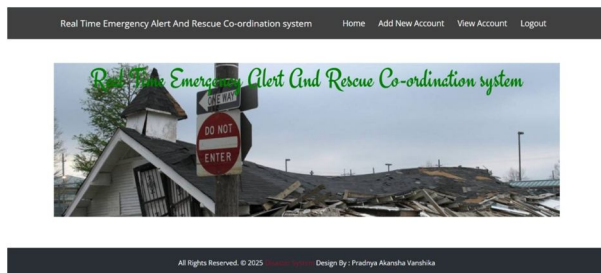 Real Time Emergency Alert And Rescue Co-ordination system Home Add New Account View Account Logout
Real Time Emergency Alert And Rescue Co-ordination system
ONE WAY
DO NOT
ENTER
All Rights Reserved. © 2025 Design By : Pradnya Akansha Vanshika